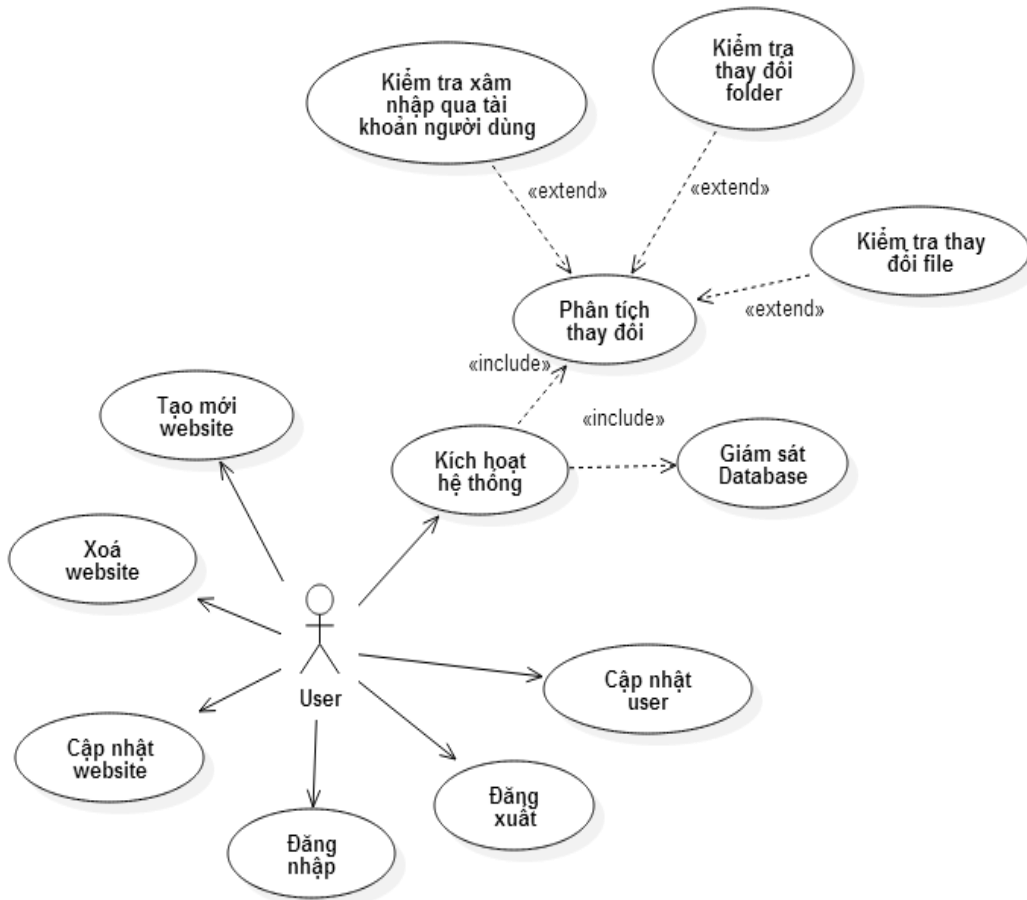 Kiểm tra
thay đổi
folder
Kiểm tra xâm
nhập qua tài
khoản người dùng
«extend»
«extend»
Kiểm tra thay
đổi file
Phân tích
thay đổi
«extend»
«include»
Tạo mới
website
«include»
Kích hoạt
hệ thống
Giám sát
Database
Xoá
website
User
Cập nhật
user
Cập nhật
website
Đăng
xuất
Đăng
nhập